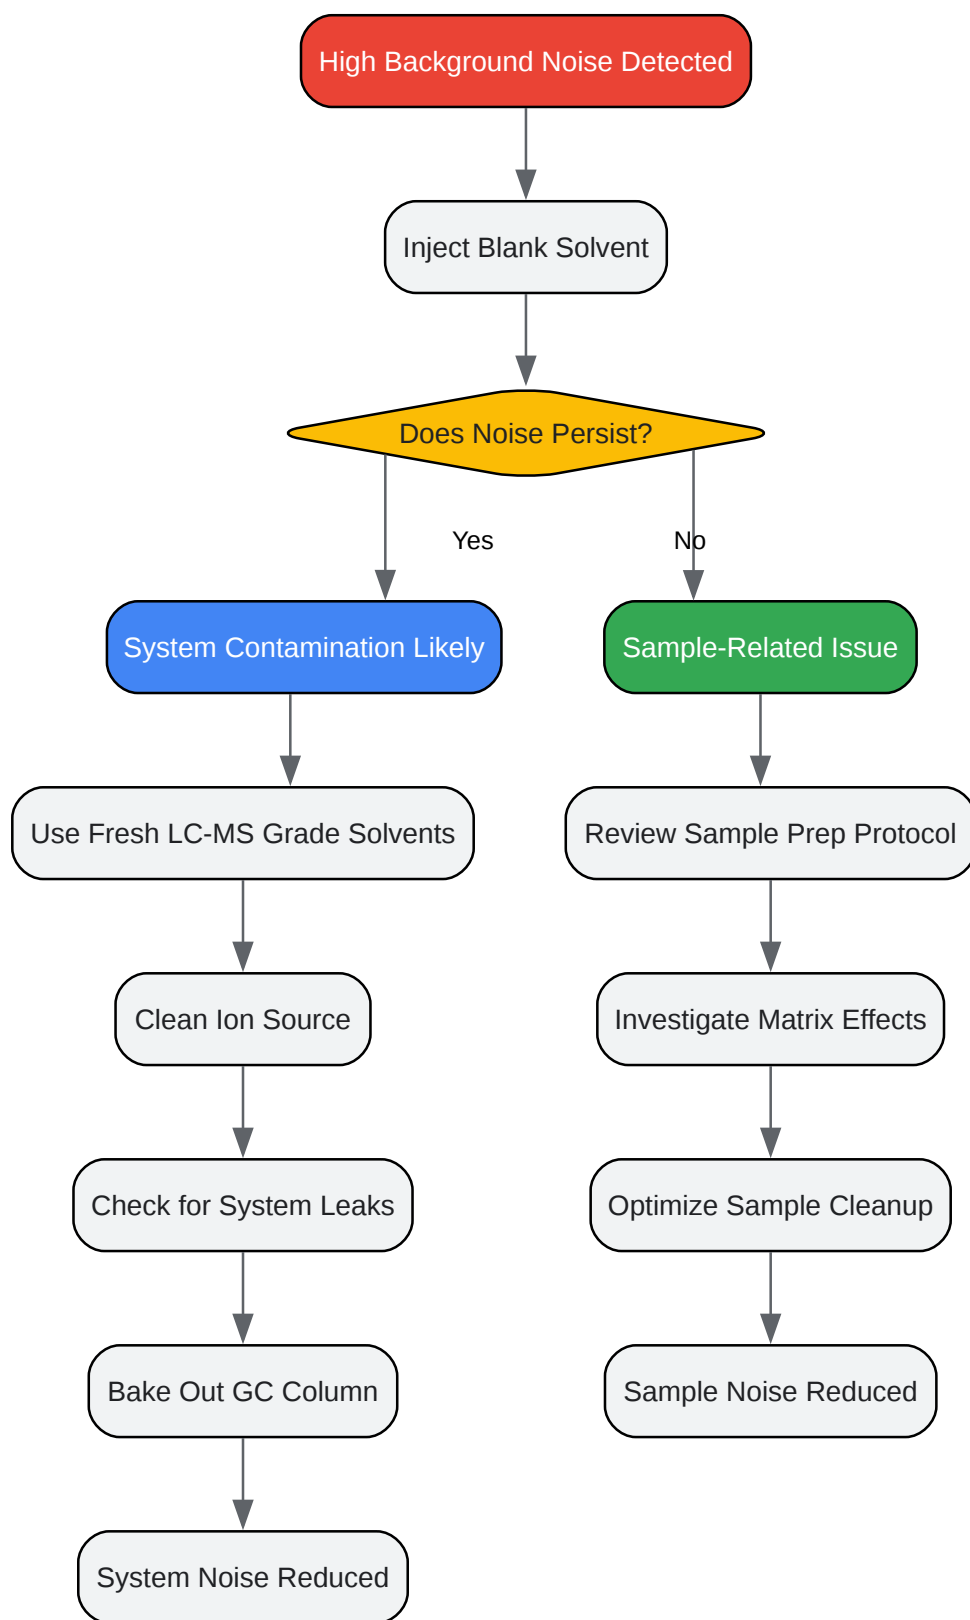 High Background Noise Detected
Inject Blank Solvent
Does Noise Persist?
Yes
No
System Contamination Likely
Sample-Related Issue
Use Fresh LC-MS Grade Solvents
Review Sample Prep Protocol
Clean Ion Source
Investigate Matrix Effects
Check for System Leaks
Optimize Sample Cleanup
Bake Out GC Column
Sample Noise Reduced
System Noise Reduced